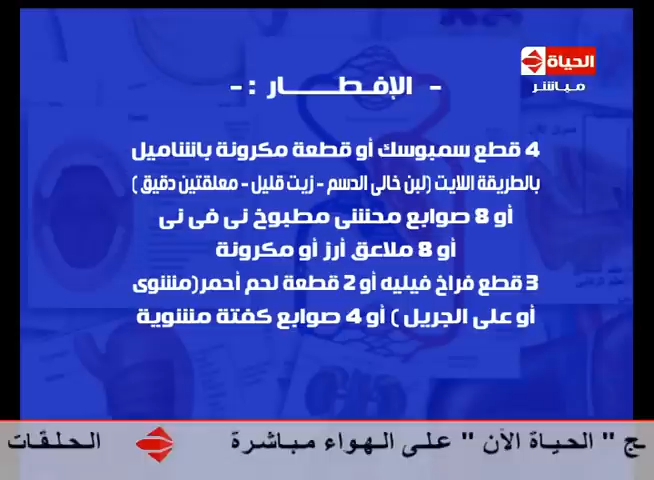 الحياة
مباشر
- الإفطـــــار :-
4 قطع سمبوسك أو قطعة مكرونة باشاميل
بالطريقة اللايت (لبن خالى الدسم - زيت قليل - معلقتين دقيق )
أو 8 صوابع محشى مطبوخ نى فى نى
أو 8 ملاعق أرز أو مكرونة
3 قطع فراخ فيليه أو 2 قطعة لحم أحمر(مشوى
أو على الجريل ) أو 4 صوابع كفتة مشوية
ـج " الحياة الأن " على الهواء مباشرة الحلقات